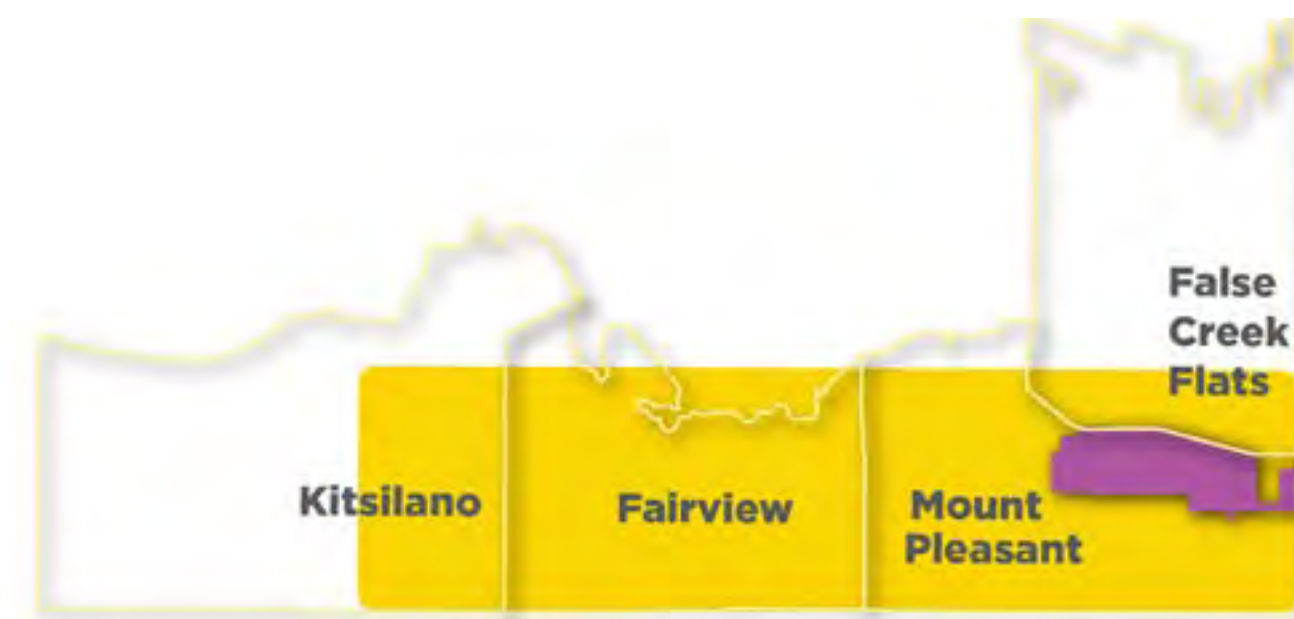 False
Creek
Flats
Kitsilano
Fairview
Mount
Pleasant